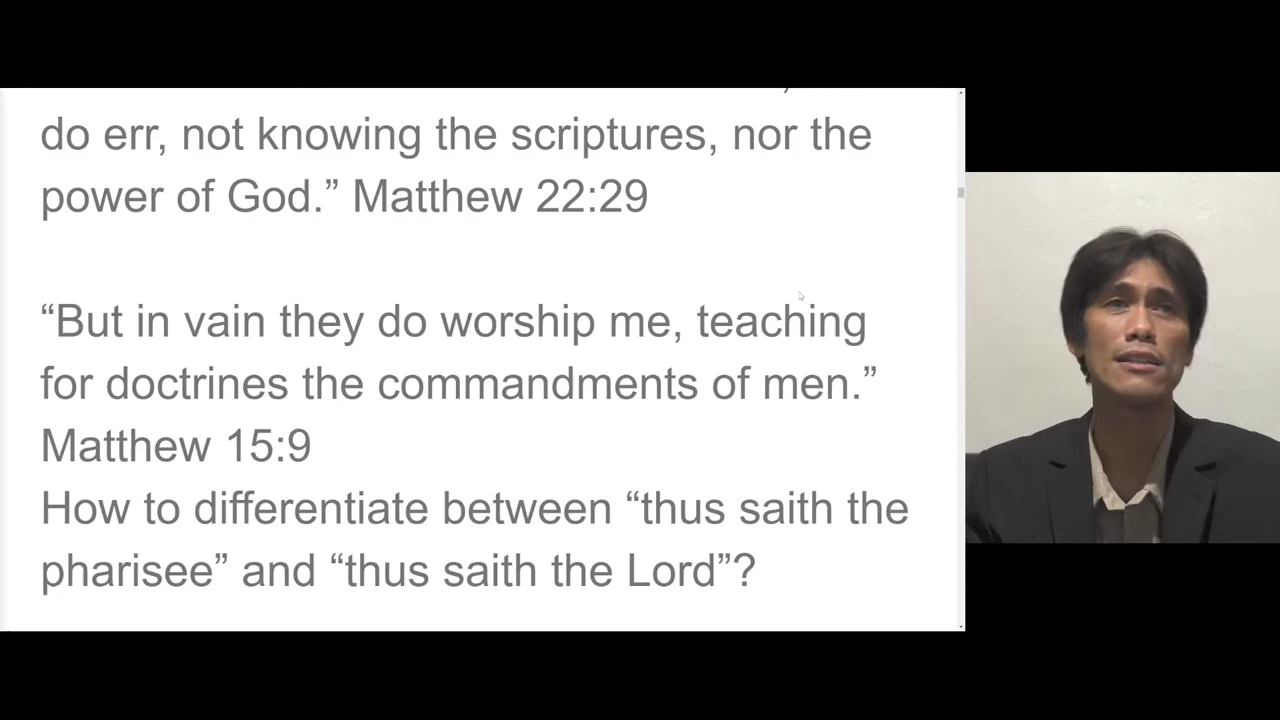 do err, not knowing the scriptures, nor the
power of God.” Matthew 22:29
“But in vain they do worship me, teaching
for doctrines the commandments of men.”
Matthew 15:9
How to differentiate between “thus saith the
pharisee” and “thus saith the Lord”?